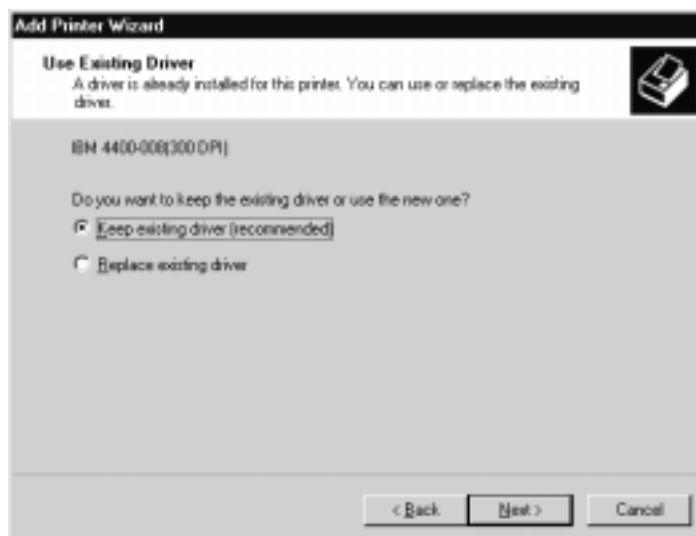 Add Printer Wizard
Use Existing Driver
A driver is already installed for this printer. You can use or replace the existing
driver.
IBM 4400-008(300 DPI)
Do you want to keep the existing driver or use the new one?
Keep existing driver (recommended)
Replace existing driver
< Back
Next >
Cancel